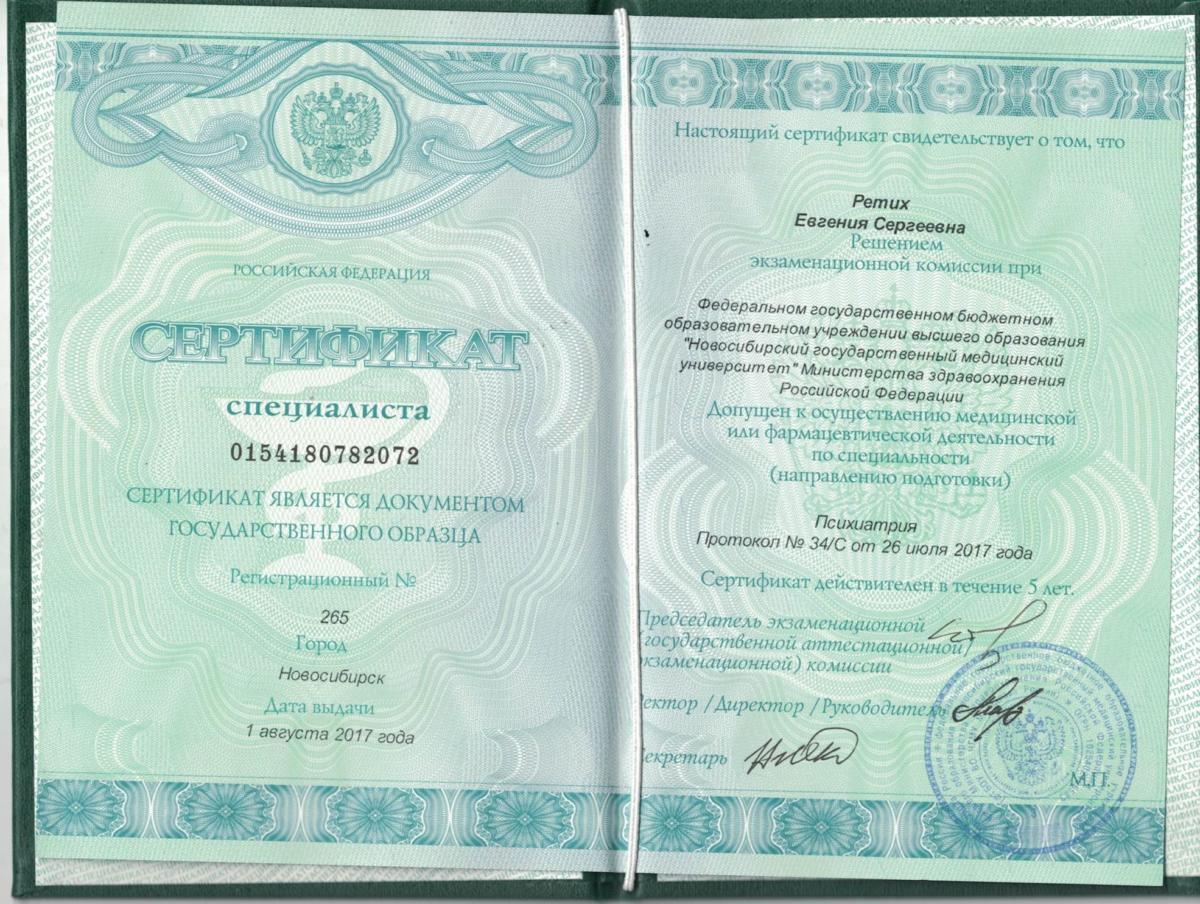 РОССИЙСКАЯ ФЕДЕРАЦИЯ
СЕРТИФИКАТ
специалиста
0154180782072
СЕРТИФИКАТ ЯВЛЯЕТСЯ ДОКУМЕНТОМ
ГОСУДАРСТВЕННОГО ОБРАЗЦА
Регистрационный №
265
Город
Новосибирск
Дата выдачи
1 августа 2017 года
Настоящий сертификат свидетельствует о том, что
Ретих
Евгения Сергеевна
Решением
экзаменационной комиссии при
Федеральном государственном бюджетном
образовательном учреждении высшего образования
"Новосибирский государственный медицинский
университет" Министерства здравоохранения
Российской Федерации
Допущен к осуществлению медицинской
или фармацевтической деятельности
по специальности
(направлению подготовки)
Психиатрия
Протокол № 34/С от 26 июля 2017 года
Сертификат действителен в течение 5 лет.
Председатель экзаменационной
(государственной аттестационной/
экзаменационной) комиссии
Ректор /Директор /Руководитель
Секретарь
М.П.